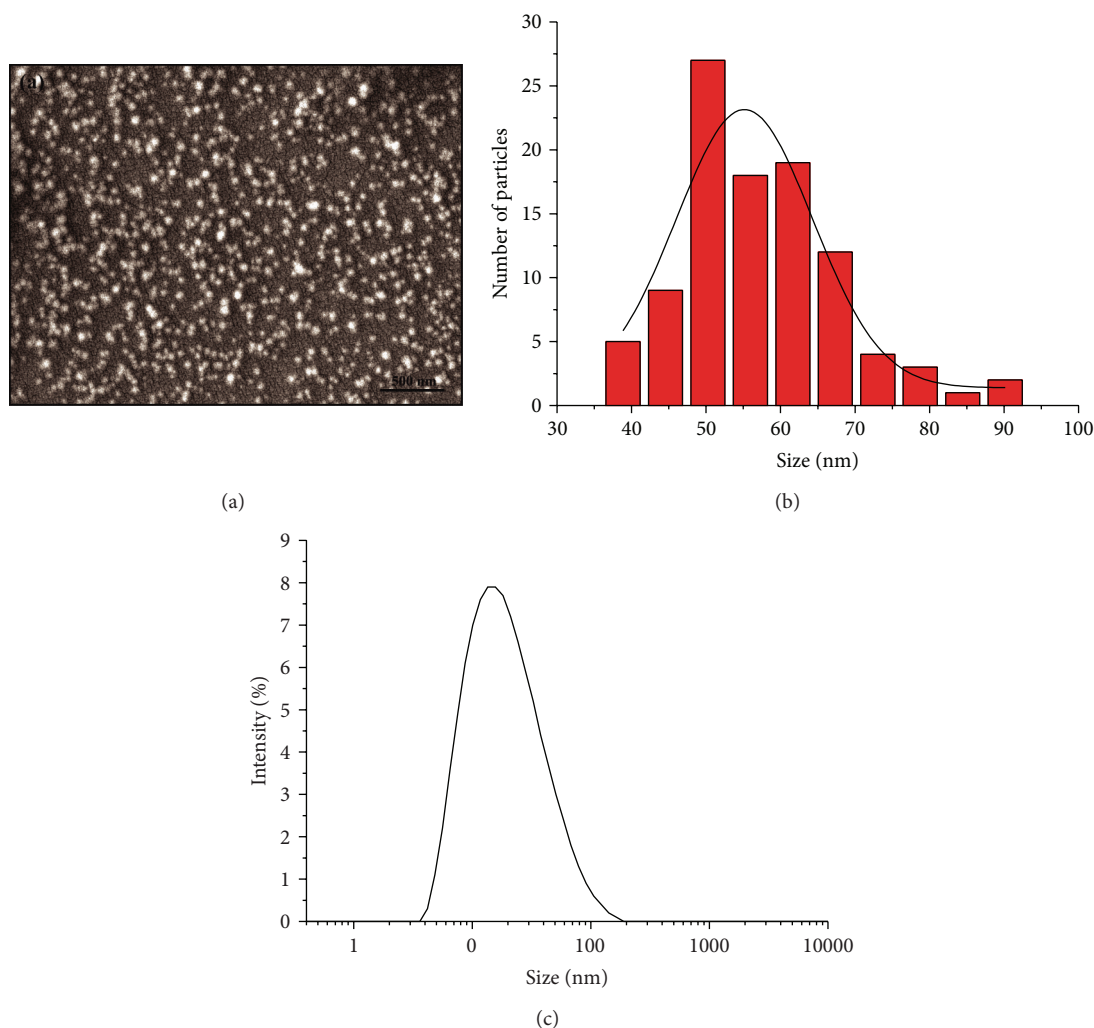 (a)
500 nm
(a)
30
25
20
15
10
5
0
Number of particles
30 40 50 60 70 80 90 100
Size (nm)
(b)
9
8
7
6
5
4
3
2
1
0
Intensity (%)
1 0 100 1000 10000
Size (nm)
(c)